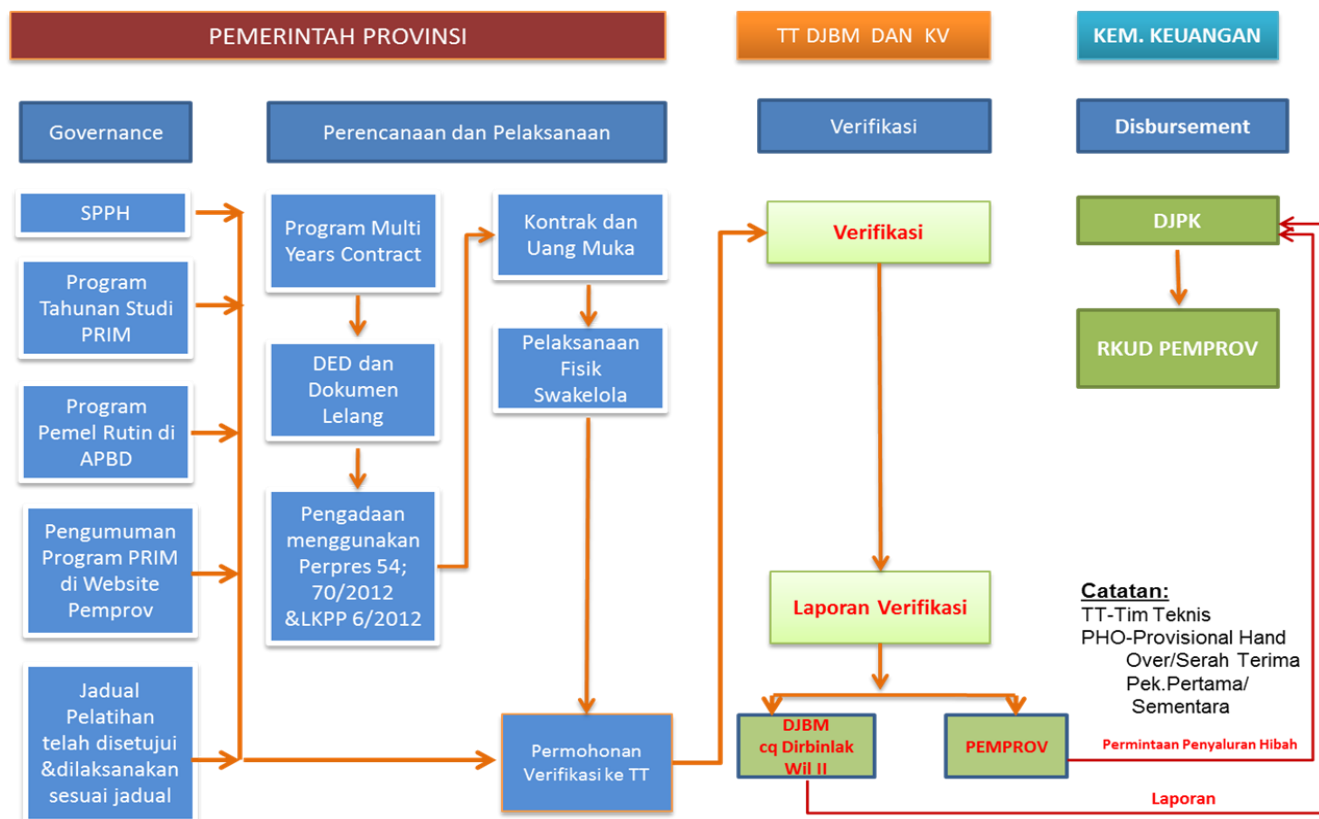 PEMERINTAH PROVINSI
TT DJBM DAN KV
KEM. KEUANGAN
Governance
Perencanaan dan Pelaksanaan
Verifikasi
Disbursement
SPPH
Program
Tahunan Studi
PRIM
Program
Pemel Rutin di
APBD
Pengumuman
Program PRIM
di Website
Pemprov
Jadual
Pelatihan
telah disetujui
&dilaksanakan
sesuai jadual
Program Multi
Years Contract
DED dan
Dokumen
Lelang
Pengadaan
menggunakan
Perpres 54;
70/2012
&LKPP 6/2012
Kontrak dan
Uang Muka
Pelaksanaan
Fisik
Swakelola
Permohonan
Verifikasi ke TT
Verifikasi
Laporan Verifikasi
DJBM
cq Dirbinlak
Wil II
PEMPROV
DJPK
RKUD PEMPROV
Catatan:
TT-Tim Teknis
PHO-Provisional Hand
Over/Serah Terima
Pek.Pertama/
Sementara
Permintaan Penyaluran Hibah
Laporan